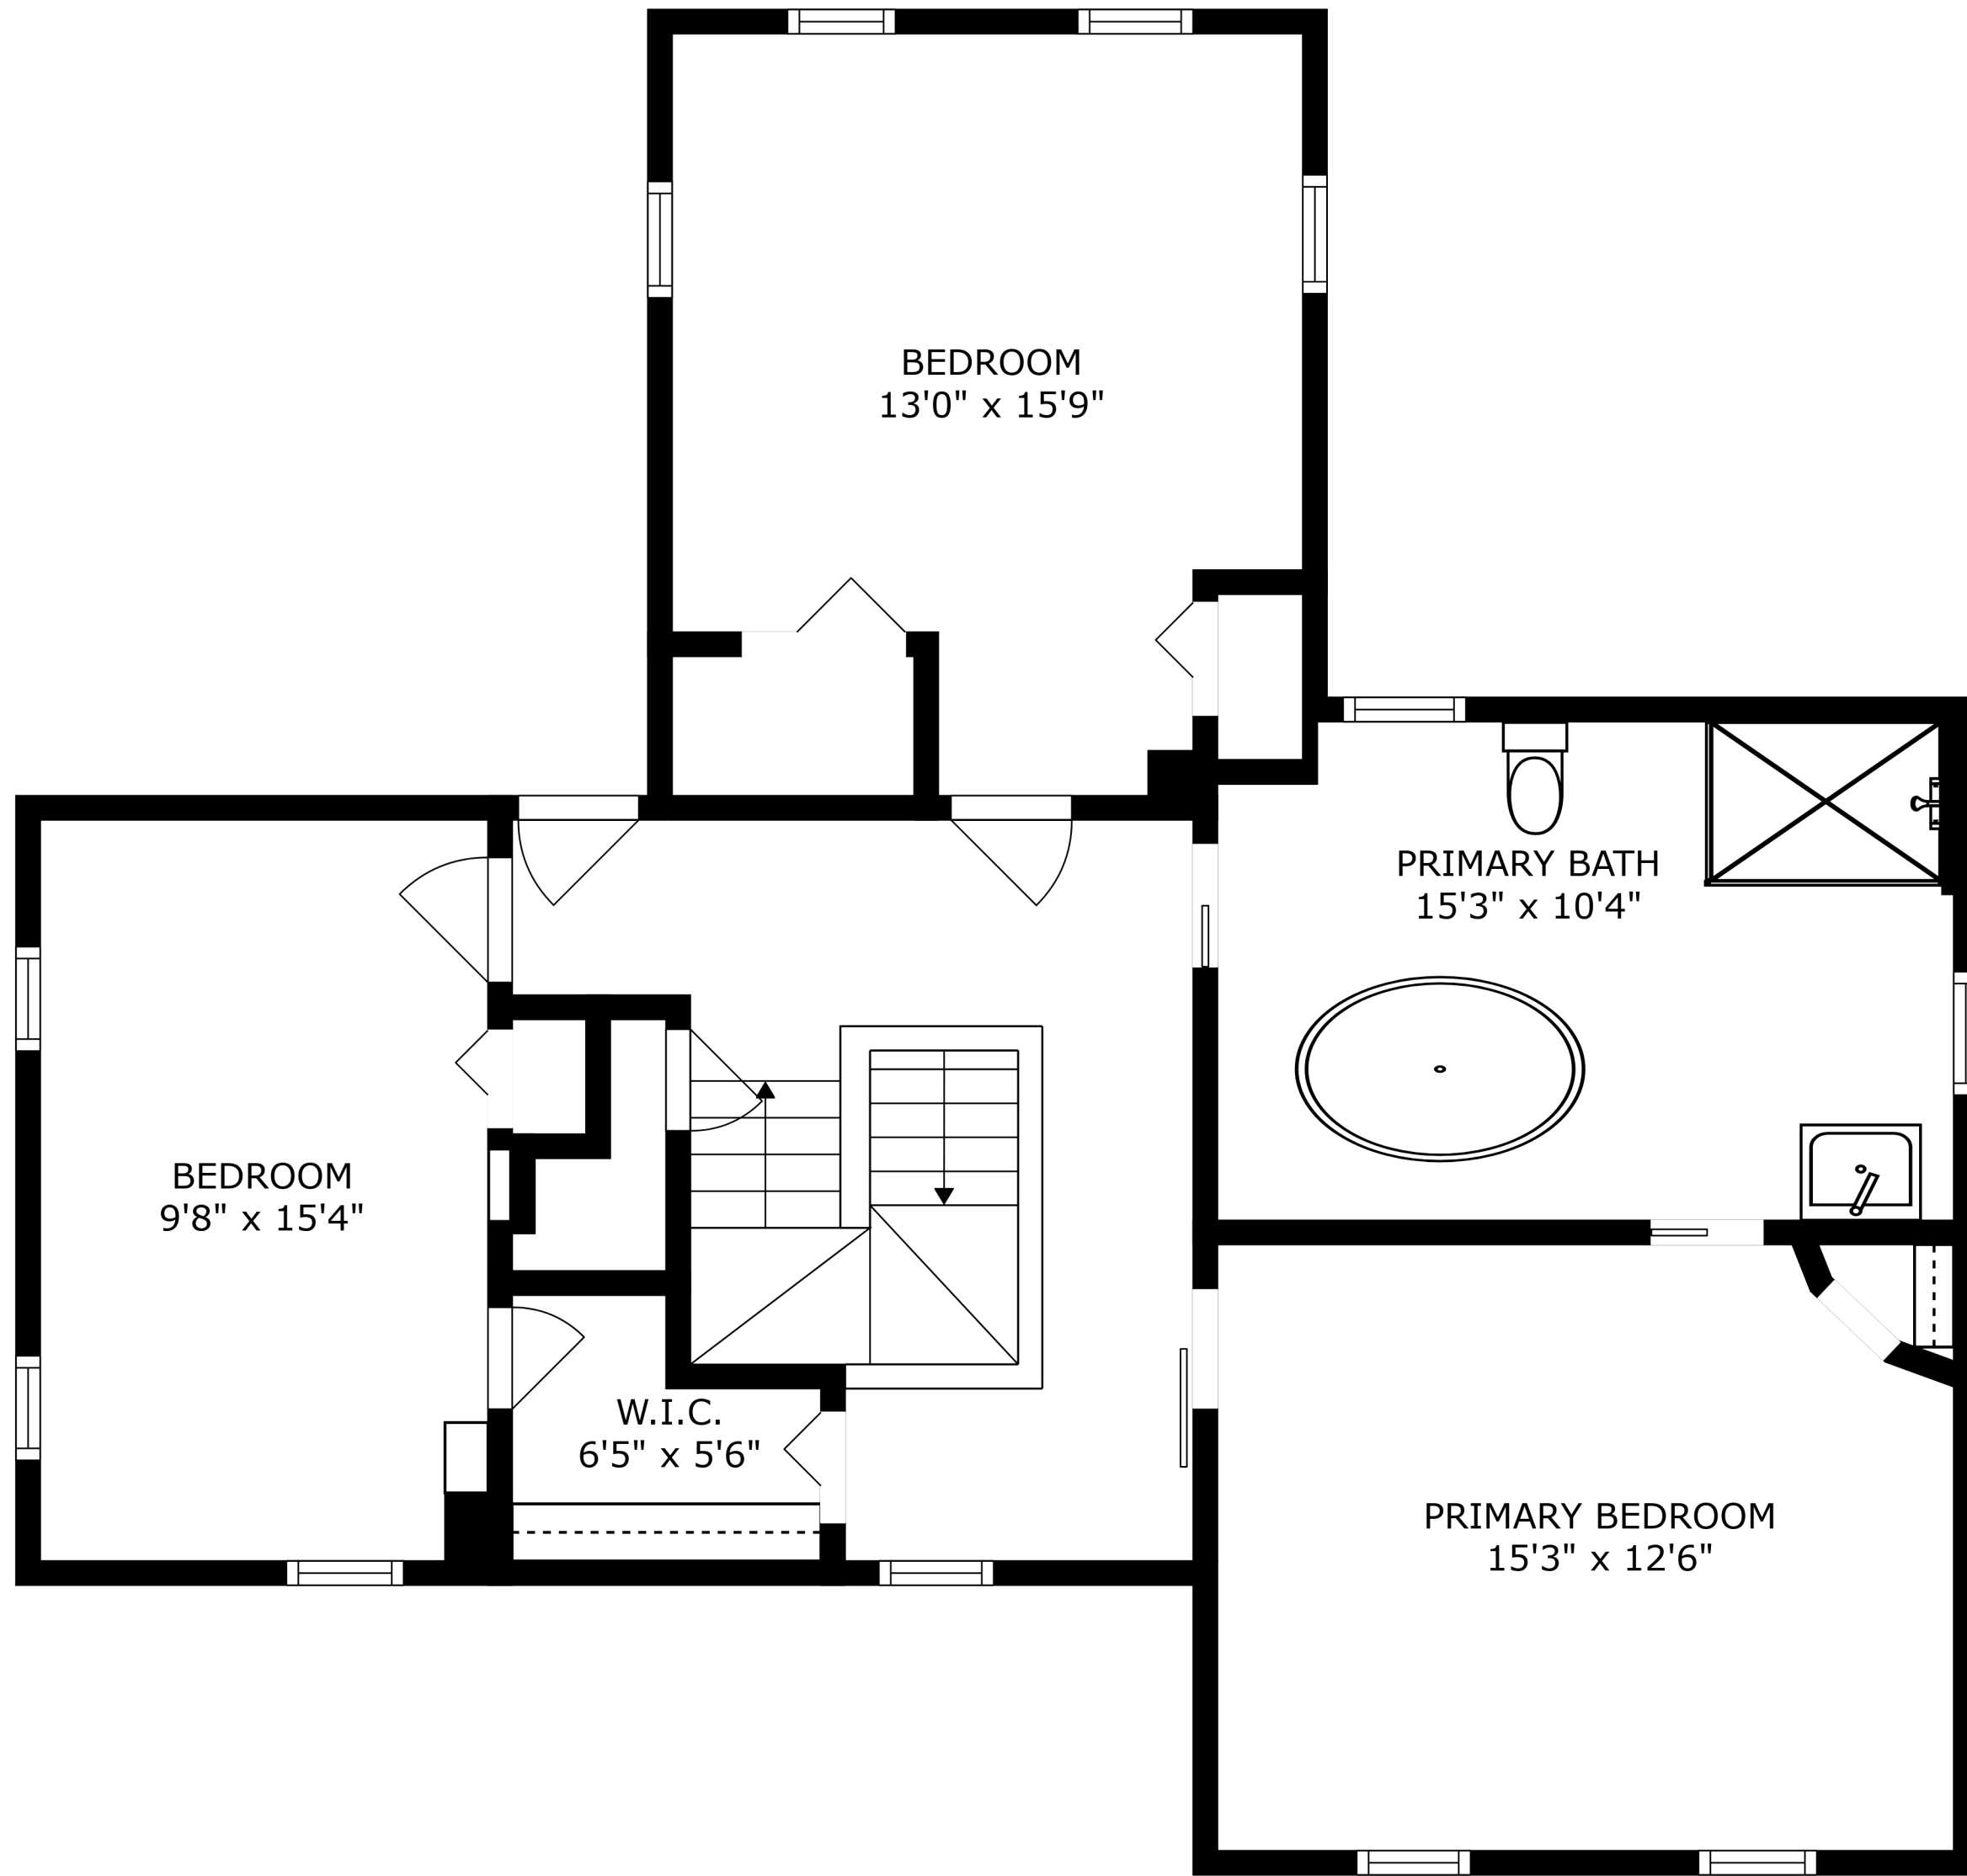 BEDROOM
13'0" x 15'9"
PRIMARY BATH
15'3" x 10'4"
BEDROOM
9'8" x 15'4"
W.I.C.
6'5" x 5'6"
PRIMARY BEDROOM
15'3" x 12'6"